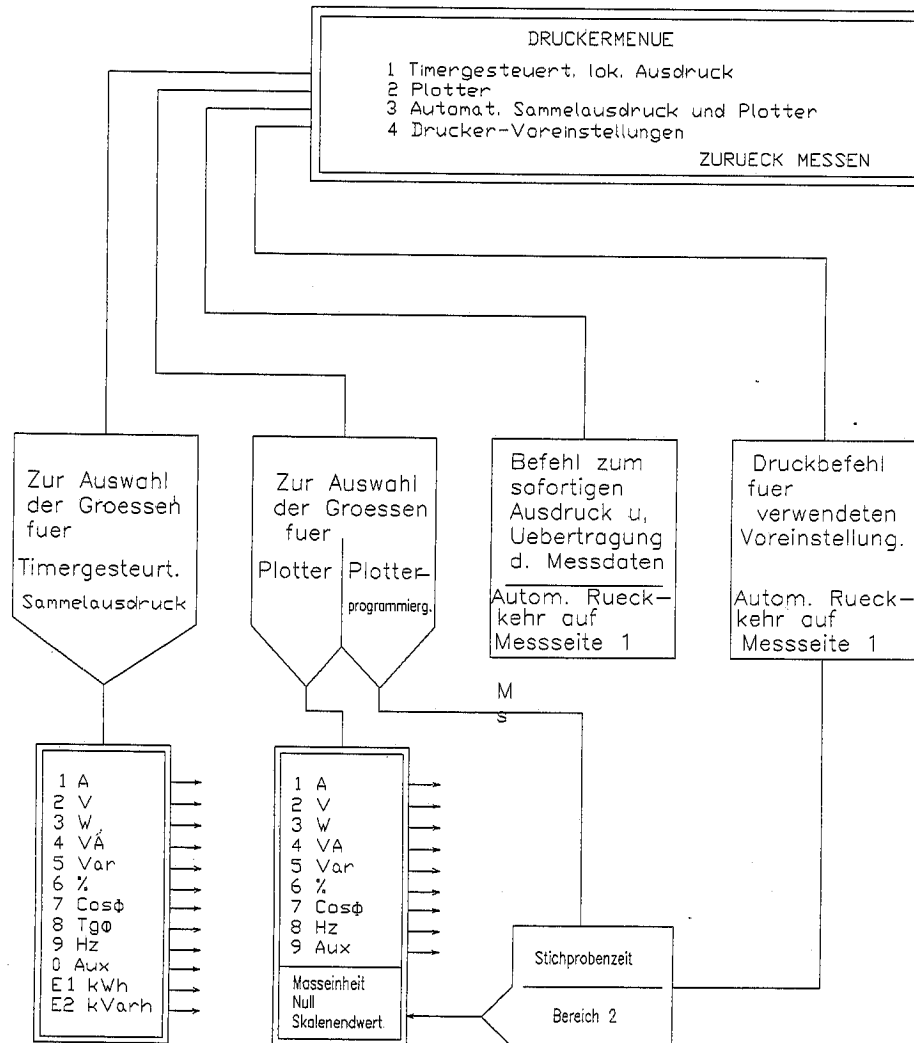 DRUCKERMENUE
1 Timergesteuert. lok. Ausdruck
2 Plotter
3 Automat. Sammelausdruck und Plotter
4 Drucker-Voreinstellungen
ZURUECK MESSEN
Zur Auswahl
der Groessen
fuer
Timergesteurt.
Sammelausdruck
Zur Auswahl
der Groessen
fuer
Plotter
Plotter-
programmierg.
Befehl zum
sofortigen
Ausdruck u,
Uebertragung
d. Messdaten
Autom. Rueck-
kehr auf
Messseite 1
Druckbefehl
fuer
verwendeten
Voreinstellung.
Autom. Rueck-
kehr auf
Messseite 1
M
s
1 A
2 V
3 W
4 VA
5 Var
6 %
7 Cosϕ
8 Tgϕ
9 Hz
0 Aux
E1 kWh
E2 kVarh
1 A
2 V
3 W
4 VA
5 Var
6 %
7 Cosϕ
8 Hz
9 Aux
Masseinheit
Null
Skalenendwert.
Stichprobenzeit
Bereich 2